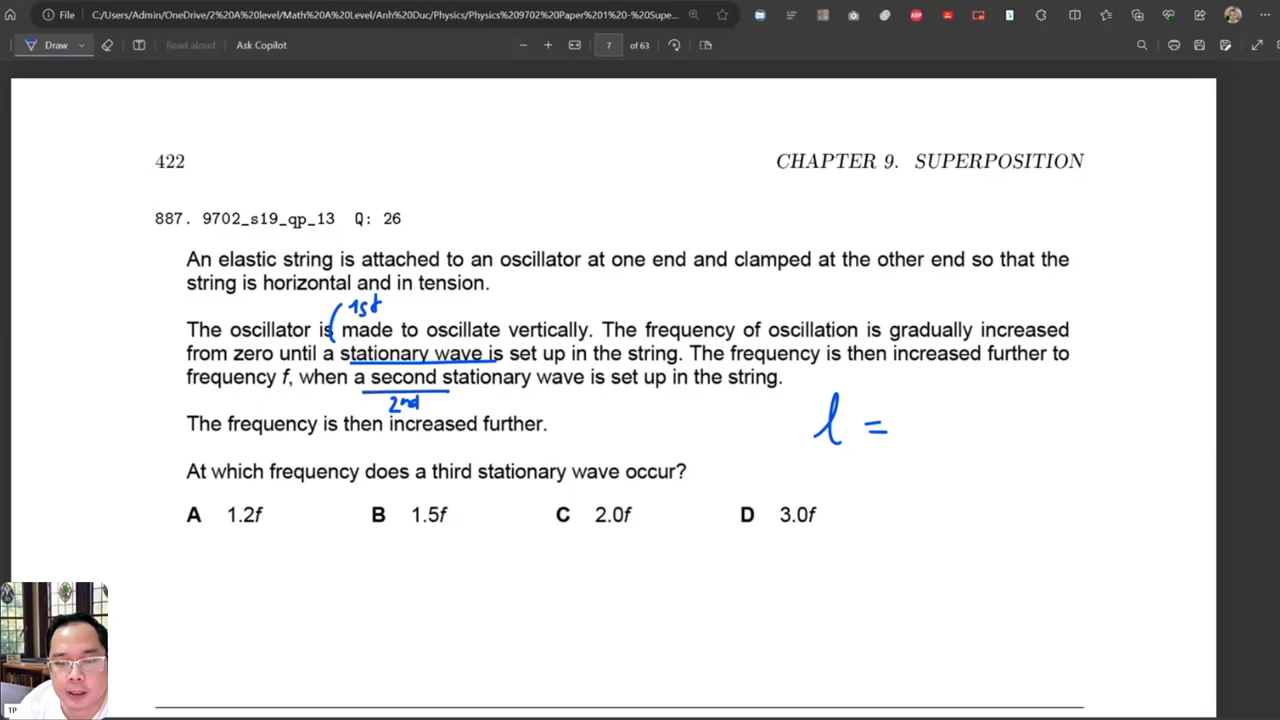 File
C:/Users/Admin/OneDrive/2%20A%20level/Math%20A%20Level/Anh%20Duc/Physics/Physics%209702%20Paper%201%20-%20Supe...
Draw
Read aloud
Ask Copilot
7
of 63
422
CHAPTER 9. SUPERPOSITION
887. 9702_s19_qp_13 Q: 26
An elastic string is attached to an oscillator at one end and clamped at the other end so that the
string is horizontal and in tension.
1st
The oscillator is made to oscillate vertically. The frequency of oscillation is gradually increased
from zero until a stationary wave is set up in the string. The frequency is then increased further to
frequency f, when a second stationary wave is set up in the string.
2nd
The frequency is then increased further.
l =
At which frequency does a third stationary wave occur?
A 1.2f B 1.5f C 2.0f D 3.0f
TP